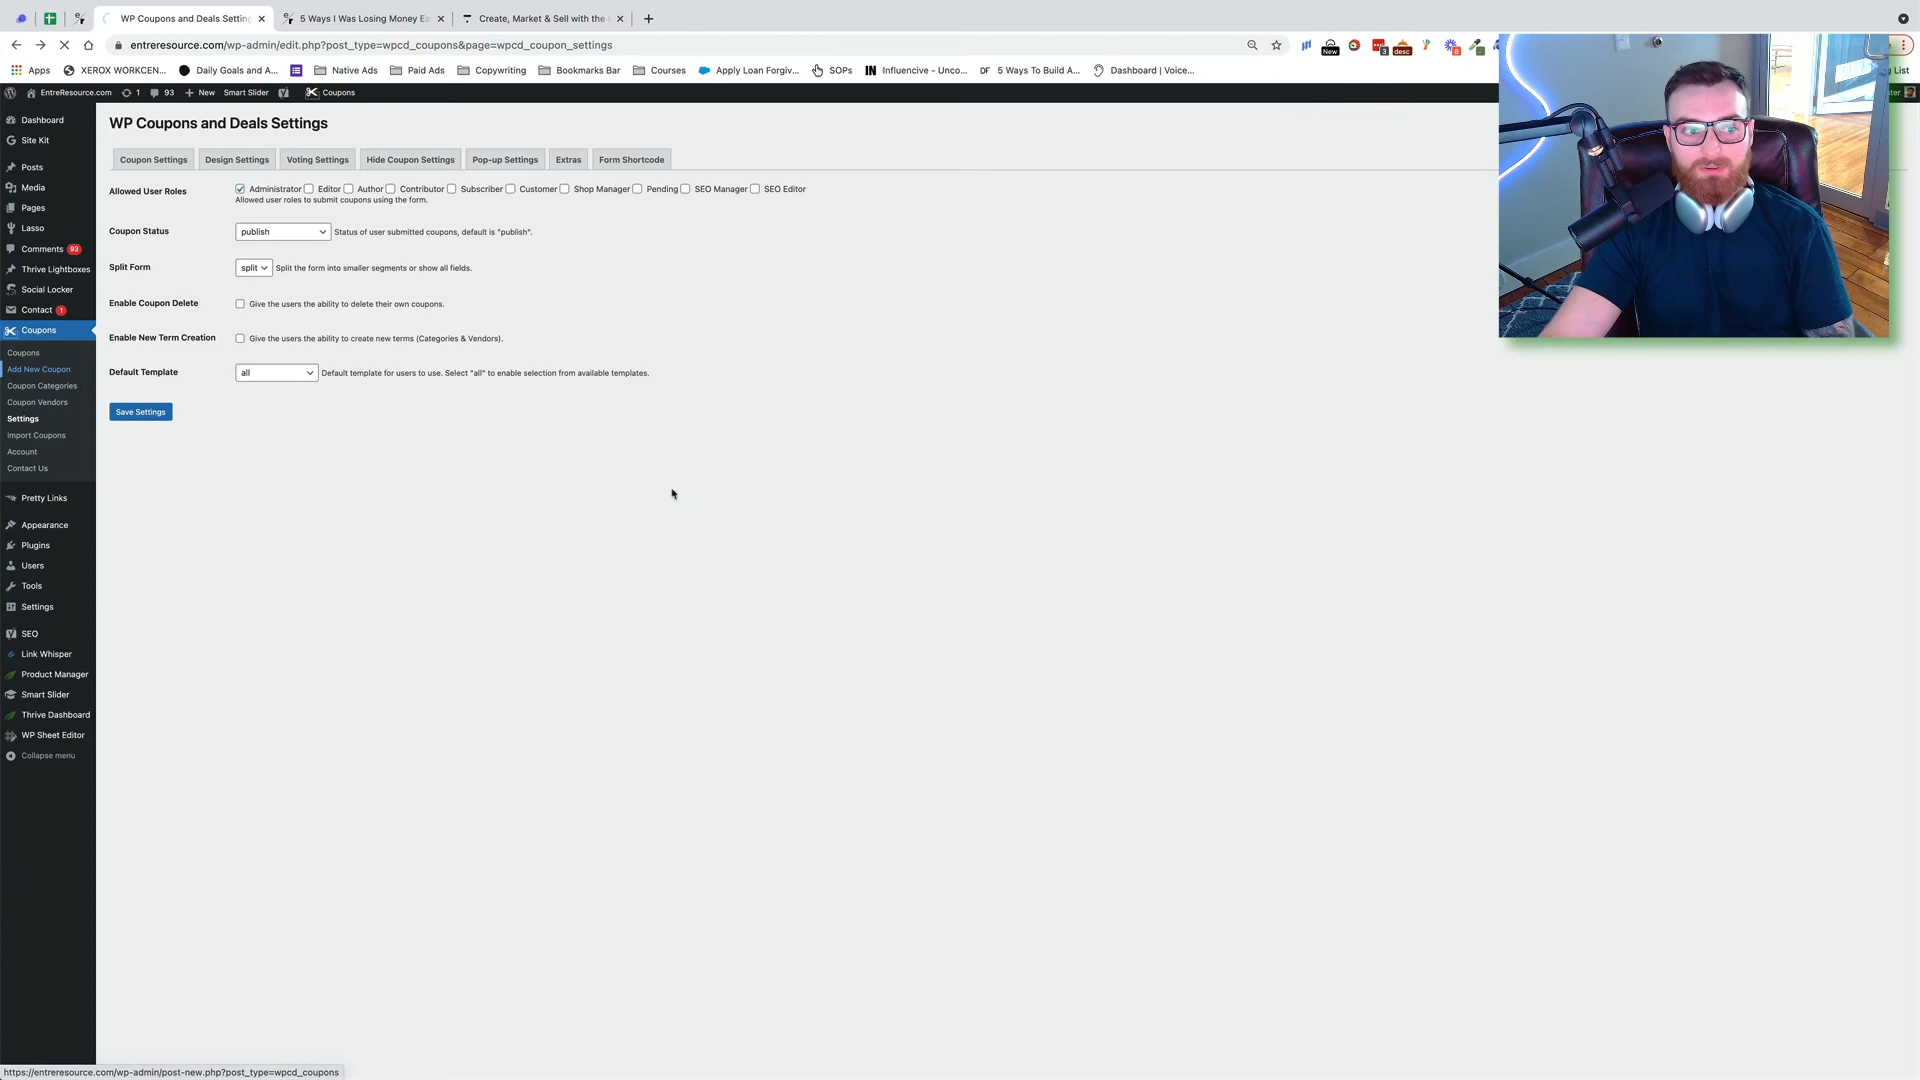 WP Coupons and Deals Settin
5 Ways I Was Losing Money Ea
Create, Market & Sell with the
entreresource.com/wp-admin/edit.php?post_type=wpcd_coupons&page=wpcd_coupon_settings
Apps
XEROX WORKCEN...
Daily Goals and A...
Native Ads
Paid Ads
Copywriting
Bookmarks Bar
Courses
Apply Loan Forgiv...
SOPs
Influencive - Unco...
DF 5 Ways To Build A...
Dashboard | Voice...
List
New
desc
EntreResource.com
1
93
New
Smart Slider
Coupons
Dashboard
Site Kit
Posts
Media
Pages
Lasso
Comments 93
Thrive Lightboxes
Social Locker
Contact 1
Coupons
Coupons
Add New Coupon
Coupon Categories
Coupon Vendors
Settings
Import Coupons
Account
Contact Us
Pretty Links
Appearance
Plugins
Users
Tools
Settings
SEO
Link Whisper
Product Manager
Smart Slider
Thrive Dashboard
WP Sheet Editor
Collapse menu
WP Coupons and Deals Settings
Coupon Settings
Design Settings
Voting Settings
Hide Coupon Settings
Pop-up Settings
Extras
Form Shortcode
Allowed User Roles
Administrator Editor Author Contributor Subscriber Customer Shop Manager Pending SEO Manager SEO Editor
Allowed user roles to submit coupons using the form.
Coupon Status
publish
Status of user submitted coupons, default is "publish".
Split Form
split
Split the form into smaller segments or show all fields.
Enable Coupon Delete
Give the users the ability to delete their own coupons.
Enable New Term Creation
Give the users the ability to create new terms (Categories & Vendors).
Default Template
all
Default template for users to use. Select "all" to enable selection from available templates.
Save Settings
https://entreresource.com/wp-admin/post-new.php?post_type=wpcd_coupons